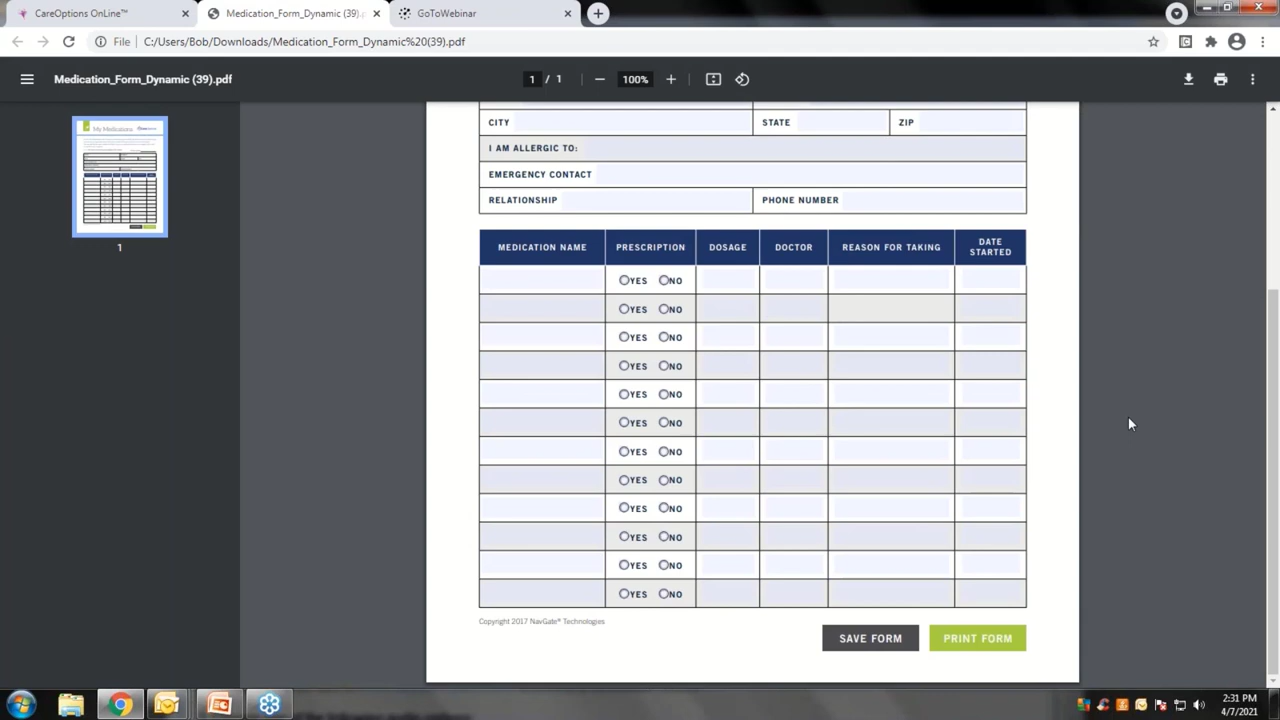 CareOptions OnLine™
Medication_Form_Dynamic (39).
GoToWebinar
File
C:/Users/Bob/Downloads/Medication_Form_Dynamic%20(39).pdf
Medication_Form_Dynamic (39).pdf
1 / 1
100%
My Medications
1
CITY
STATE
ZIP
I AM ALLERGIC TO:
EMERGENCY CONTACT
RELATIONSHIP
PHONE NUMBER
MEDICATION NAME
PRESCRIPTION
DOSAGE
DOCTOR
REASON FOR TAKING
DATE
STARTED
YES NO
YES NO
YES NO
YES NO
YES NO
YES NO
YES NO
YES NO
YES NO
YES NO
YES NO
YES NO
Copyright 2017 NavGate® Technologies
SAVE FORM
PRINT FORM
2:31 PM
4/7/2021